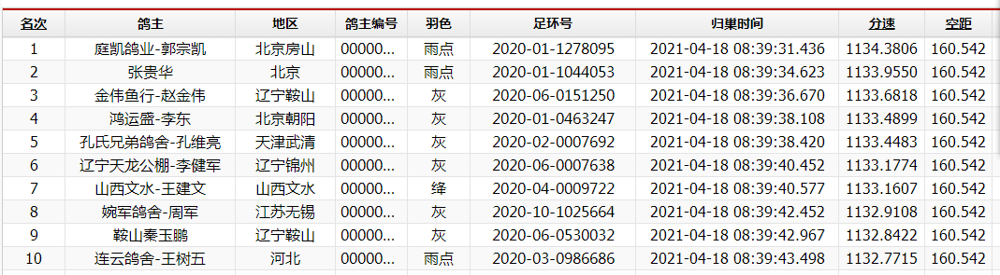 名次 鸽主 地区 鸽主编号 羽色 足环号 归巢时间 分速 空距
1 庭凯鸽业-郭宗凯 北京房山 00000... 雨点 2020-01-1278095 2021-04-18 08:39:31.436 1134.3806 160.542
2 张贵华 北京 00000... 雨点 2020-01-1044053 2021-04-18 08:39:34.623 1133.9550 160.542
3 金伟鱼行-赵金伟 辽宁鞍山 00000... 灰 2020-06-0151250 2021-04-18 08:39:36.670 1133.6818 160.542
4 鸿运盛-李东 北京朝阳 00000... 灰 2020-01-0463247 2021-04-18 08:39:38.108 1133.4899 160.542
5 孔氏兄弟鸽舍-孔维亮 天津武清 00000... 灰 2020-02-0007692 2021-04-18 08:39:38.420 1133.4483 160.542
6 辽宁天龙公棚-李健军 辽宁锦州 00000... 灰 2020-06-0007638 2021-04-18 08:39:40.452 1133.1774 160.542
7 山西文水-王建文 山西文水 00000... 绛 2020-04-0009722 2021-04-18 08:39:40.577 1133.1607 160.542
8 婉军鸽舍-周军 江苏无锡 00000... 灰 2020-10-1025664 2021-04-18 08:39:42.452 1132.9108 160.542
9 鞍山秦玉鹏 辽宁鞍山 00000... 灰 2020-06-0530032 2021-04-18 08:39:42.967 1132.8422 160.542
10 连云鸽舍-王树五 河北 00000... 雨点 2020-03-0986686 2021-04-18 08:39:43.498 1132.7715 160.542